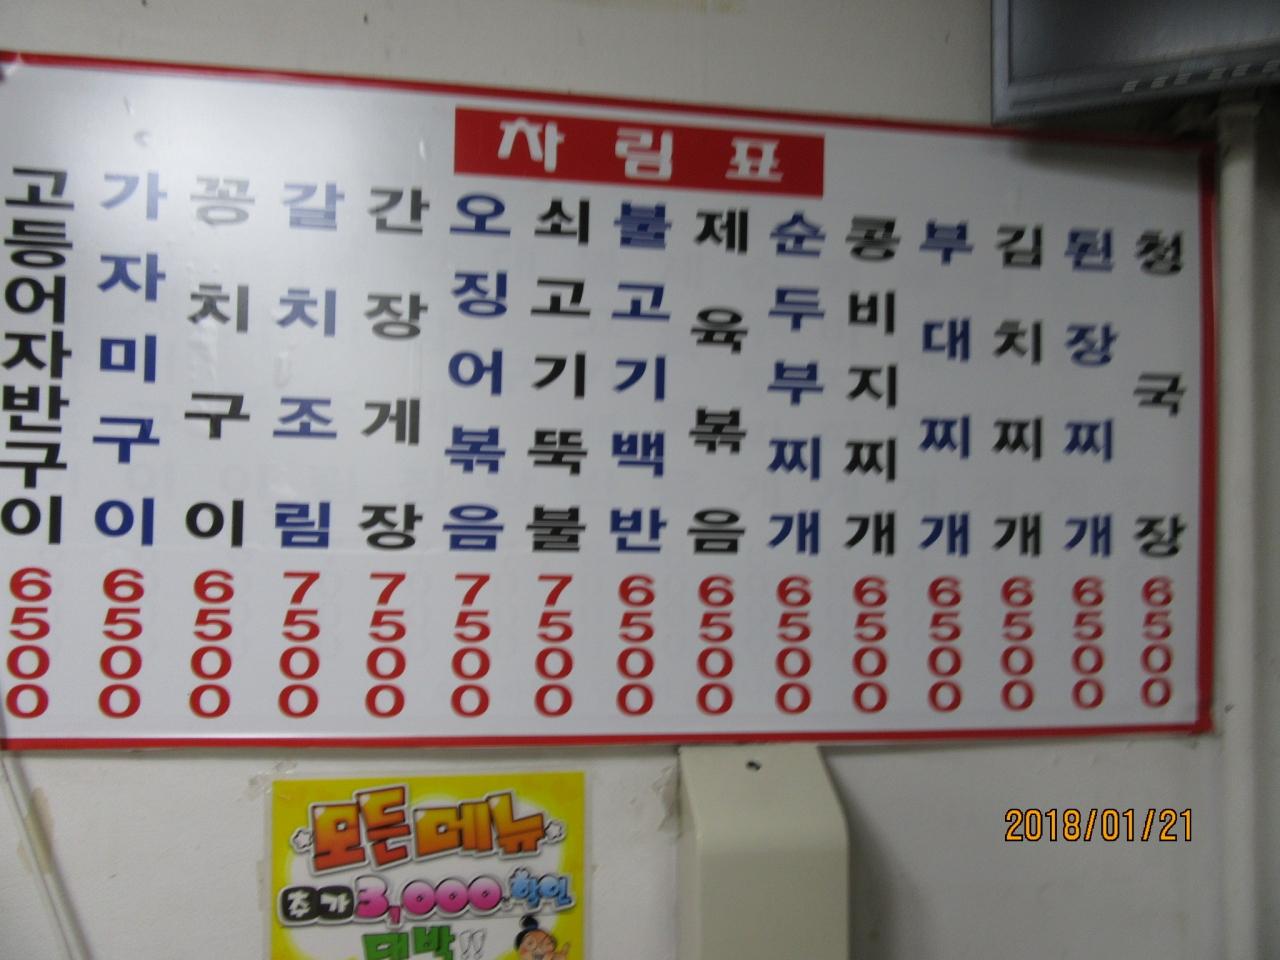 차림표
고등어자반구이 6500
가자미구이 6500
꽁치구이 6500
갈치조림 7500
간장게장 7500
오징어볶음 7500
쇠고기뚝불 7500
불고기백반 6500
제육볶음 6500
순두부찌개 6500
콩비지찌개 6500
부대찌개 6500
김치찌개 6500
된장찌개 6500
청국장 6500
모든메뉴
추가3,000할인
대박!!
2018/01/21